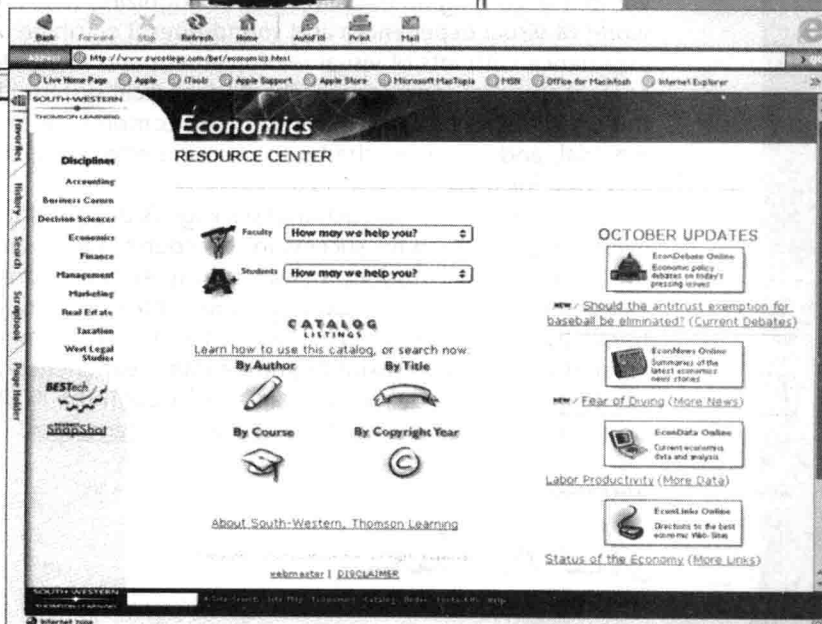 Back Forward Stop Refresh Home AutoFill Print Mail
Address http://www.swcollege.com/bef/economics.html
Live Home Page Apple iTools Apple Support Apple Store Microsoft MacTopia MSN Office for Macintosh Internet Explorer
Favorites
History
Search
Scrapbook
Page Holder
SOUTH-WESTERN
THOMSON LEARNING
Economics
RESOURCE CENTER
Disciplines
Accounting
Business Comm
Decision Sciences
Economics
Finance
Management
Marketing
Real Estate
Taxation
West Legal
Studies
BESTech
SnapShot
Faculty How may we help you?
Students How may we help you?
CATALOG
LISTINGS
Learn how to use this catalog, or search now:
By Author By Title
By Course By Copyright Year
About South-Western, Thomson Learning
webmaster | DISCLAIMER
OCTOBER UPDATES
EconDebate Online
Economic policy
debates on today's
pressing issues
NEW Should the antitrust exemption for
baseball be eliminated? (Current Debates)
EconNews Online
Summaries of the
latest economics
news stories
NEW Fear of Diving (More News)
EconData Online
Current economics
data and analysis
Labor Productivity (More Data)
EconLinks Online
Directions to the best
economic Web-Sites
Status of the Economy (More Links)
SOUTH-WESTERN
THOMSON LEARNING
Internet zone